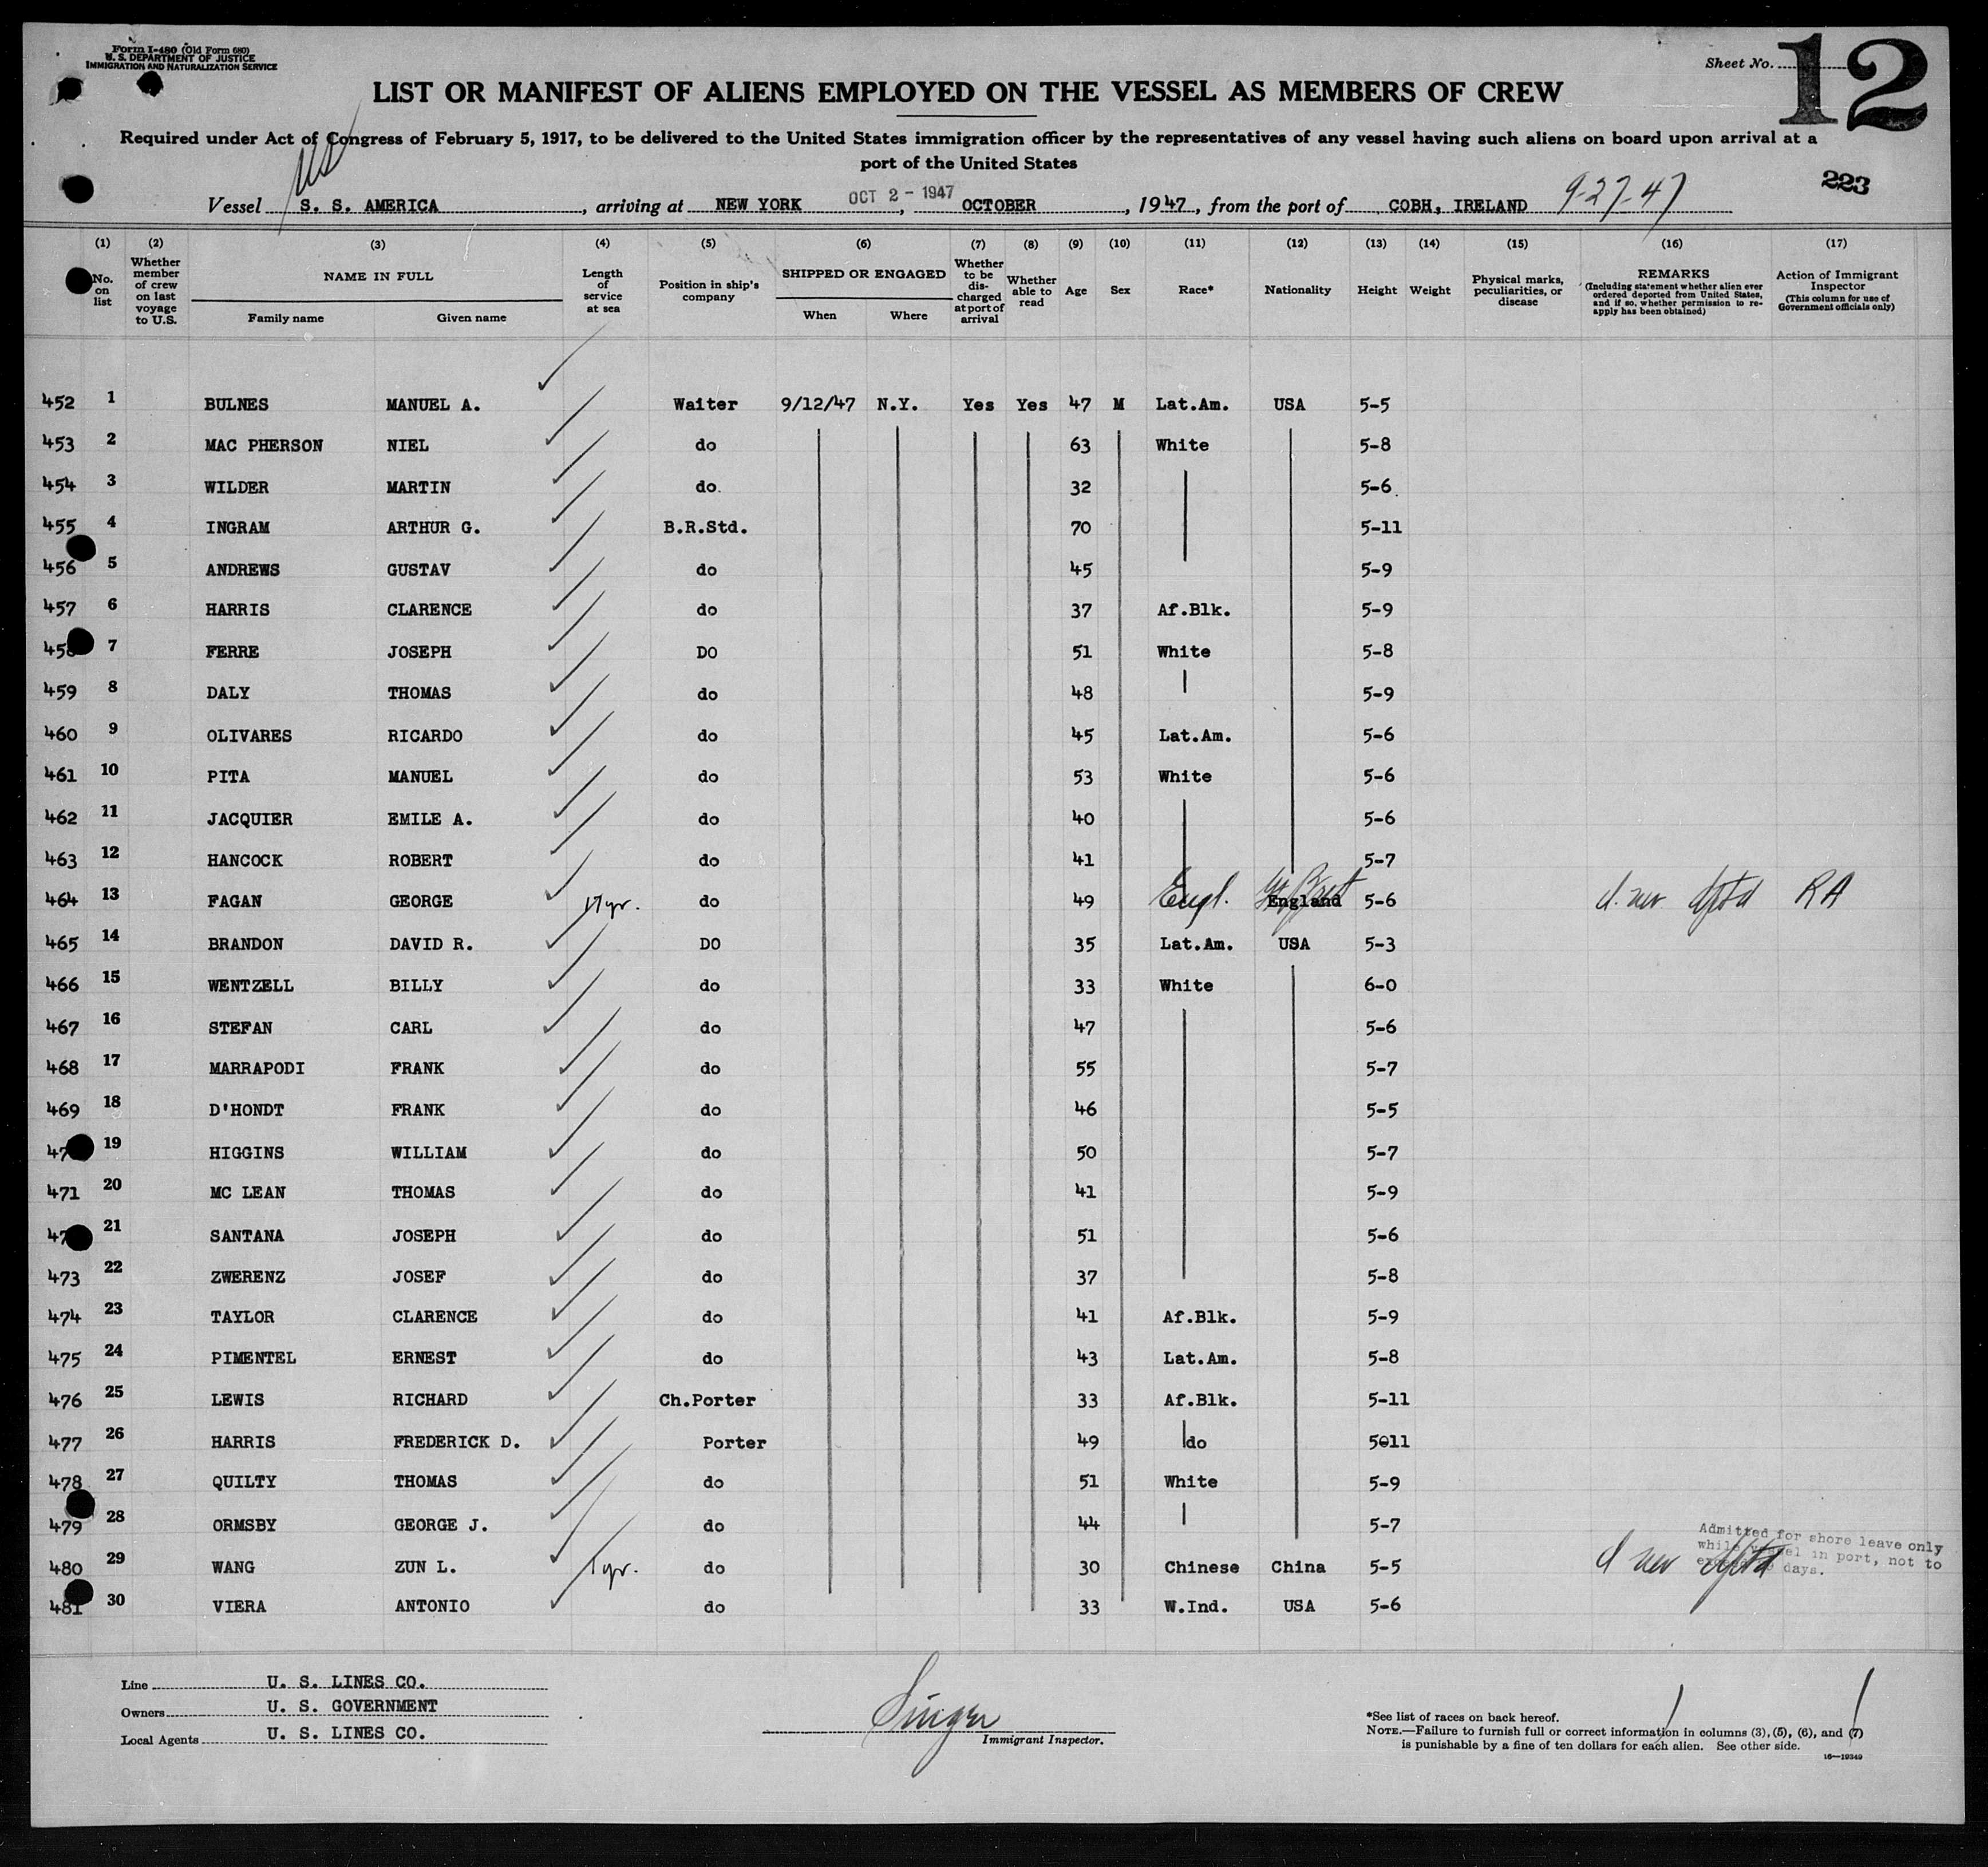 Form I-480 (Old Form 680)
U. S. DEPARTMENT OF JUSTICE
IMMIGRATION AND NATURALIZATION SERVICE
Sheet No. 12
LIST OR MANIFEST OF ALIENS EMPLOYED ON THE VESSEL AS MEMBERS OF CREW
Required under Act of Congress of February 5, 1917, to be delivered to the United States immigration officer by the representatives of any vessel having such aliens on board upon arrival at a
port of the United States
US
223
Vessel S. S. AMERICA, arriving at NEW YORK OCT 2 - 1947, OCTOBER, 1947, from the port of COBH, IRELAND 9-27-47
(1) (2) (3) (4) (5) (6) (7) (8) (9) (10) (11) (12) (13) (14) (15) (16) (17)
No. on list
Whether member of crew on last voyage to U.S.
NAME IN FULL
Family name Given name
Length of service at sea
Position in ship's company
SHIPPED OR ENGAGED
When Where
Whether to be discharged at port of arrival
Whether able to read
Age Sex Race* Nationality Height Weight
Physical marks, peculiarities, or disease
REMARKS
(Including statement whether alien ever ordered deported from United States, and if so, whether permission to re-apply has been obtained)
Action of Immigrant Inspector
(This column for use of Government officials only)
452 1 BULNES MANUEL A. Waiter 9/12/47 N.Y. Yes Yes 47 M Lat.Am. USA 5-5
453 2 MAC PHERSON NIEL do 63 White 5-8
454 3 WILDER MARTIN do. 32 5-6.
455 4 INGRAM ARTHUR G. B.R.Std. 70 5-11
456 5 ANDREWS GUSTAV do 45 5-9
457 6 HARRIS CLARENCE do 37 Af.Blk. 5-9
45 7 FERRE JOSEPH DO 51 White 5-8
459 8 DALY THOMAS do 48 5-9
460 9 OLIVARES RICARDO do 45 Lat.Am. 5-6
461 10 PITA MANUEL do 53 White 5-6
462 11 JACQUIER EMILE A. do 40 5-6
463 12 HANCOCK ROBERT do 41 5-7
464 13 FAGAN GEORGE 17yr. do 49 Engl. Gt Brit England 5-6 RA
465 14 BRANDON DAVID R. DO 35 Lat.Am. USA 5-3
466 15 WENTZELL BILLY do 33 White 6-0
467 16 STEFAN CARL do 47 5-6
468 17 MARRAPODI FRANK do 55 5-7
469 18 D'HONDT FRANK do 46 5-5
47 19 HIGGINS WILLIAM do 50 5-7
471 20 MC LEAN THOMAS do 41 5-9
47 21 SANTANA JOSEPH do 51 5-6
473 22 ZWERENZ JOSEF do 37 5-8
474 23 TAYLOR CLARENCE do 41 Af.Blk. 5-9
475 24 PIMENTEL ERNEST do 43 Lat.Am. 5-8
476 25 LEWIS RICHARD Ch.Porter 33 Af.Blk. 5-11
477 26 HARRIS FREDERICK D. Porter 49 do 5011
478 27 QUILTY THOMAS do 51 White 5-9
479 28 ORMSBY GEORGE J. do 44 5-7
480 29 WANG ZUN L. 1yr. do 30 Chinese China 5-5
Admitted for shore leave only
while vessel in port, not to
days.
481 30 VIERA ANTONIO do 33 W.Ind. USA 5-6
Line U. S. LINES CO.
Owners U. S. GOVERNMENT
Local Agents U. S. LINES CO.
Singer
Immigrant Inspector.
*See list of races on back hereof.
NOTE.—Failure to furnish full or correct information in columns (3), (5), (6), and (7)
is punishable by a fine of ten dollars for each alien. See other side.
16—19349